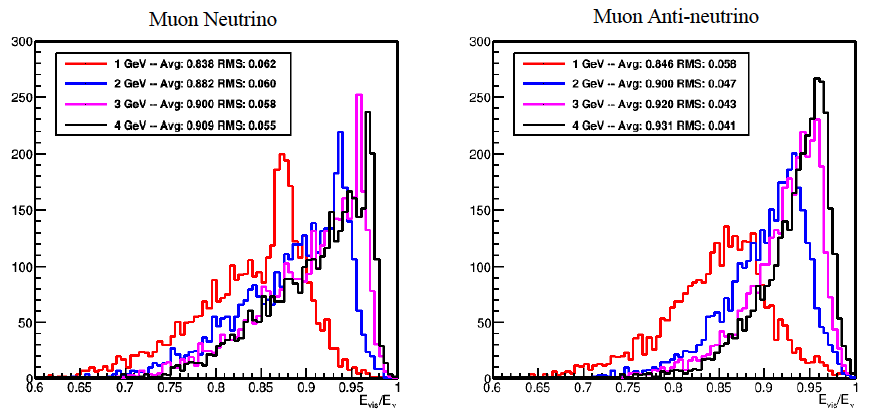 Muon Neutrino
300
250
200
150
100
50
0
0.6 0.65 0.7 0.75 0.8 0.85 0.9 0.95 1
E_vis/E_ν
1 GeV -- Avg: 0.838 RMS: 0.062
2 GeV -- Avg: 0.882 RMS: 0.060
3 GeV -- Avg: 0.900 RMS: 0.058
4 GeV -- Avg: 0.909 RMS: 0.055
Muon Anti-neutrino
300
250
200
150
100
50
0
0.6 0.65 0.7 0.75 0.8 0.85 0.9 0.95 1
E_vis/E_ν
1 GeV -- Avg: 0.846 RMS: 0.058
2 GeV -- Avg: 0.900 RMS: 0.047
3 GeV -- Avg: 0.920 RMS: 0.043
4 GeV -- Avg: 0.931 RMS: 0.041